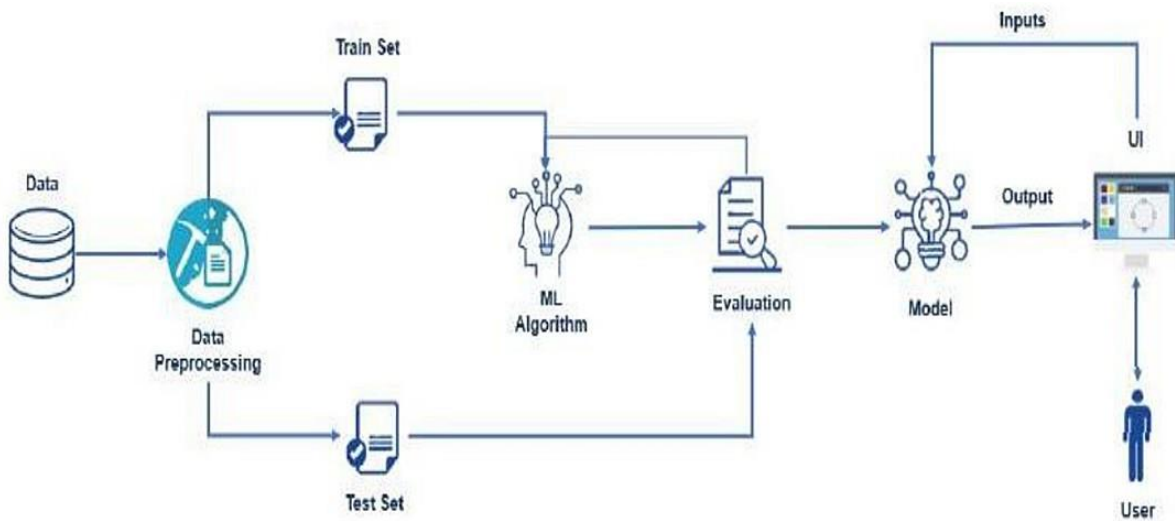 Inputs
Train Set
UI
Data
Output
ML
Algorithm
Evaluation
Model
Data
Preprocessing
Test Set
User